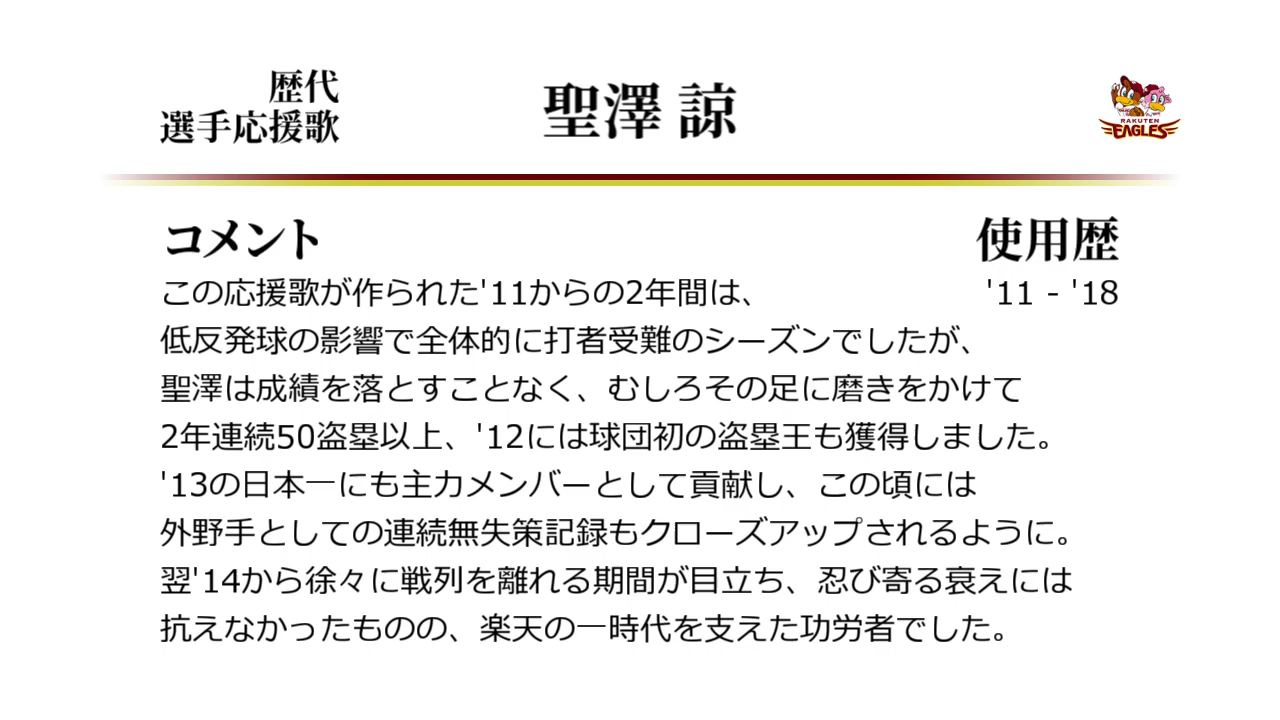 歴代
選手応援歌
聖澤 諒
RAKUTEN
EAGLES
コメント
使用歴
この応援歌が作られた'11からの2年間は、
'11 - '18
低反発球の影響で全体的に打者受難のシーズンでしたが、
聖澤は成績を落とすことなく、むしろその足に磨きをかけて
2年連続50盗塁以上、'12には球団初の盗塁王も獲得しました。
'13の日本一にも主力メンバーとして貢献し、この頃には
外野手としての連続無失策記録もクローズアップされるように。
翌'14から徐々に戦列を離れる期間が目立ち、忍び寄る衰えには
抗えなかったものの、楽天の一時代を支えた功労者でした。